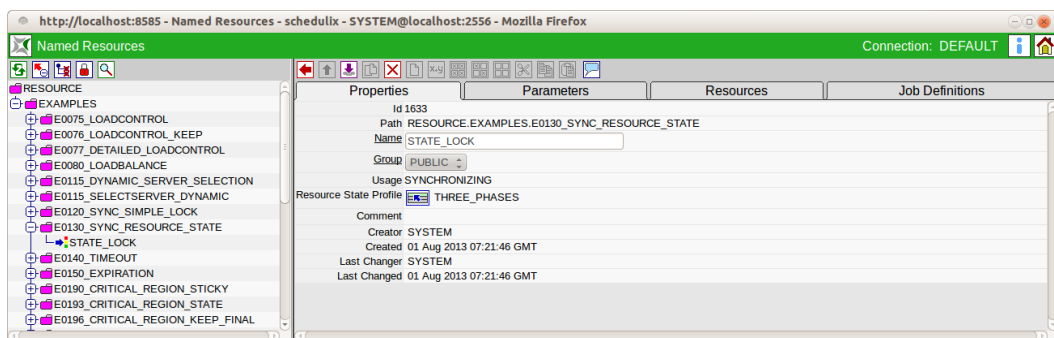 http://localhost:8585 - Named Resources - schedulix - SYSTEM@localhost:2556 - Mozilla Firefox
Named Resources
Connection: DEFAULT
RESOURCE
EXAMPLES
E0075_LOADCONTROL
E0076_LOADCONTROL_KEEP
E0077_DETAILED_LOADCONTROL
E0080_LOADBALANCE
E0115_DYNAMIC_SERVER_SELECTION
E0115_SELECTSERVER_DYNAMIC
E0120_SYNC_SIMPLE_LOCK
E0130_SYNC_RESOURCE_STATE
STATE_LOCK
E0140_TIMEOUT
E0150_EXPIRATION
E0190_CRITICAL_REGION_STICKY
E0193_CRITICAL_REGION_STATE
E0196_CRITICAL_REGION_KEEP_FINAL
x.y
Properties Parameters Resources Job Definitions
Id 1633
Path RESOURCE.EXAMPLES.E0130_SYNC_RESOURCE_STATE
Name STATE_LOCK
Group PUBLIC
Usage SYNCHRONIZING
Resource State Profile THREE_PHASES
Comment
Creator SYSTEM
Created 01 Aug 2013 07:21:46 GMT
Last Changer SYSTEM
Last Changed 01 Aug 2013 07:21:46 GMT